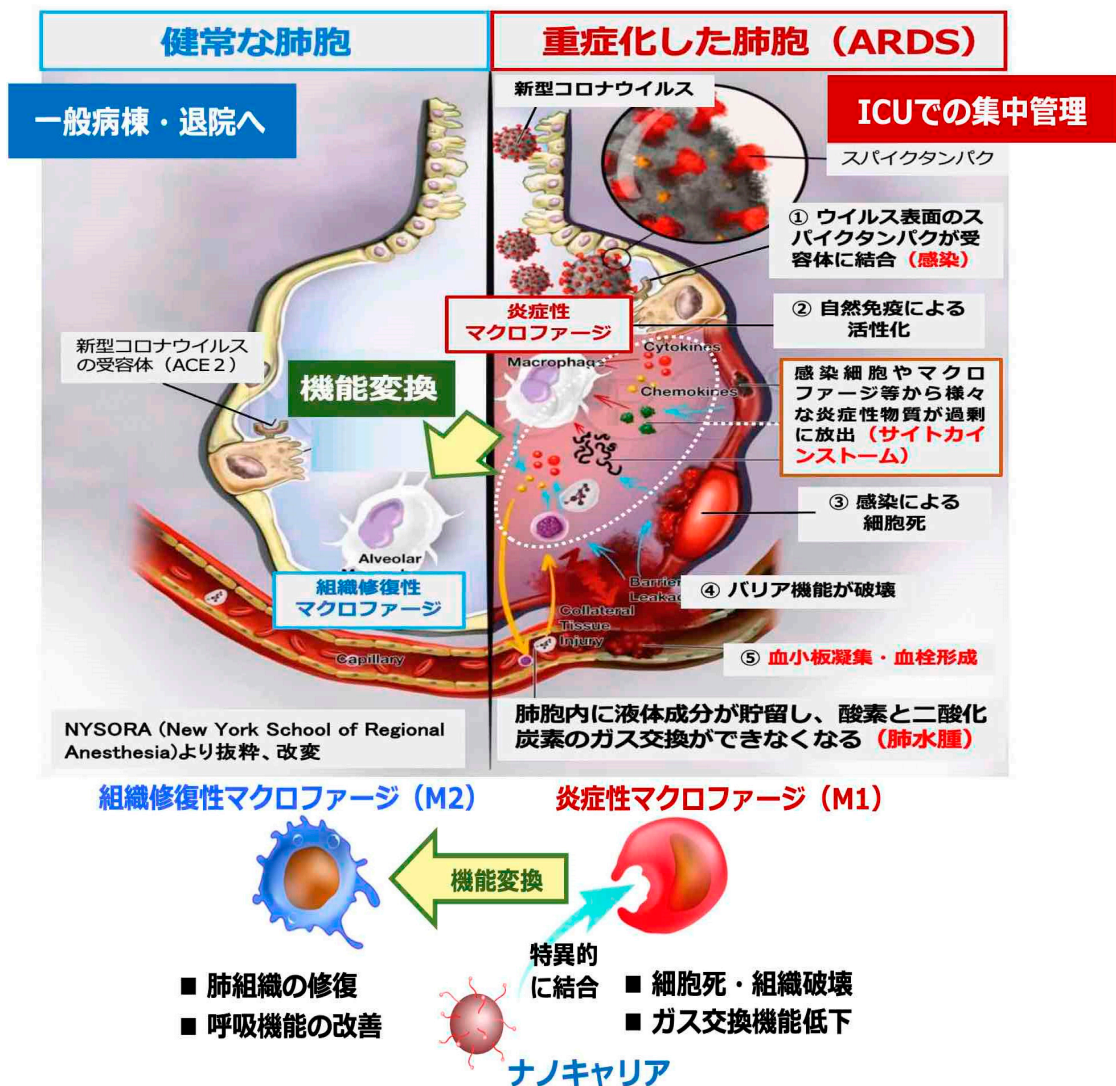 健常な肺胞
重症化した肺胞（ARDS）
一般病棟・退院へ
ICUでの集中管理
新型コロナウイルス
スパイクタンパク
① ウイルス表面のス
パイクタンパクが受
容体に結合（感染）
炎症性
マクロファージ
② 自然免疫による
活性化
新型コロナウイルス
の受容体（ACE２）
Macrophage
Cytokines
Chemokines
機能変換
感染細胞やマクロ
ファージ等から様々
な炎症性物質が過剰
に放出（サイトカイ
ンストーム）
③ 感染による
細胞死
Alveolar
組織修復性
マクロファージ
④ バリア機能が破壊
Collateral
Tissue
Injury
Capillary
⑤ 血小板凝集・血栓形成
NYSORA (New York School of Regional
Anesthesia)より抜粋、改変
肺胞内に液体成分が貯留し、酸素と二酸化
炭素のガス交換ができなくなる（肺水腫）
組織修復性マクロファージ（M2）
炎症性マクロファージ（M1）
機能変換
特異的
に結合
■ 肺組織の修復
■ 呼吸機能の改善
■ 細胞死・組織破壊
■ ガス交換機能低下
ナノキャリア